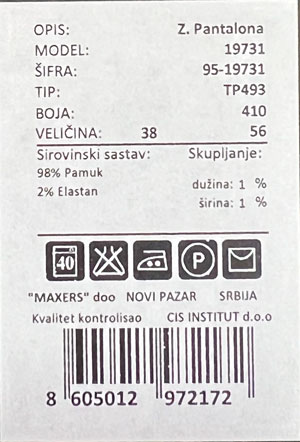 OPIS: Z. Pantalona
MODEL: 19731
ŠIFRA: 95-19731
TIP: TP493
BOJA: 410
VELIČINA: 38 56
Sirovinski sastav: Skupljanje:
98% Pamuk
2% Elastan
dužina: 1 %
širina: 1 %
40 P
"MAXERS" doo NOVI PAZAR SRBIJA
Kvalitet kontrolisao CIS INSTITUT d.o.o
8 605012 972172